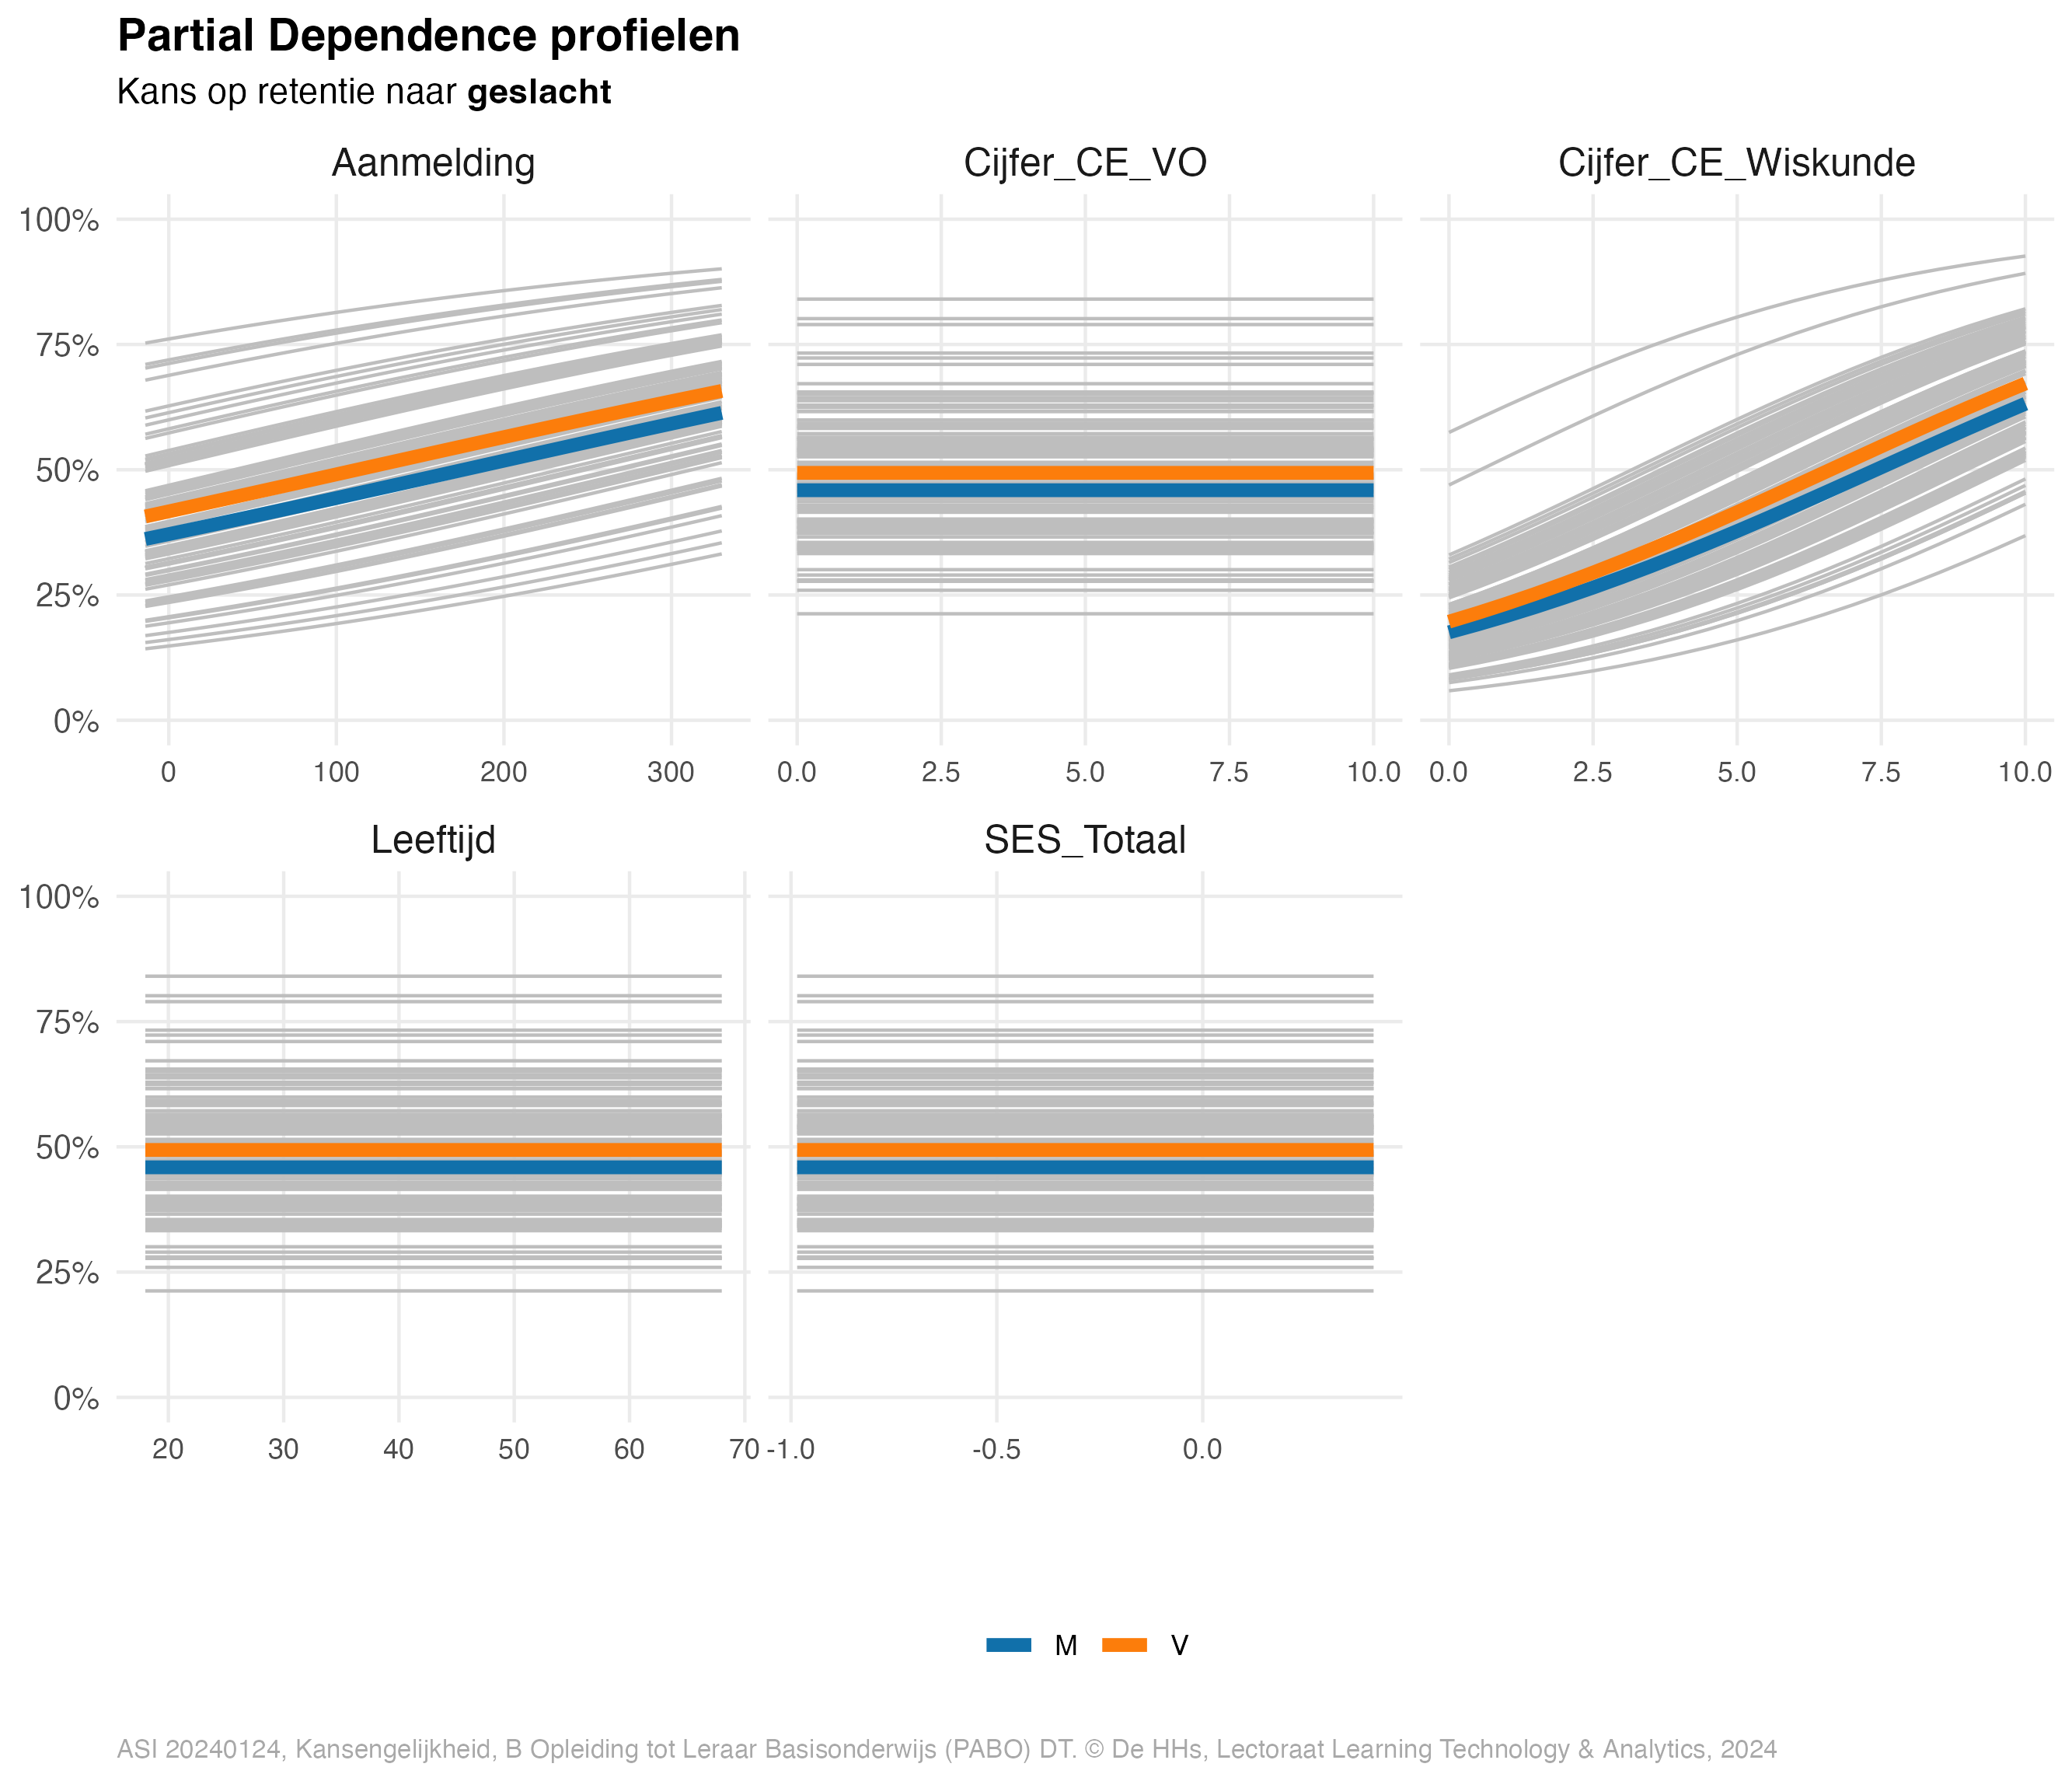 Partial Dependence profielen
Kans op retentie naar geslacht
Aanmelding
Cijfer_CE_VO
Cijfer_CE_Wiskunde
100%
75%
50%
25%
0%
0 100 200 300
0.0 2.5 5.0 7.5 10.0
0.0 2.5 5.0 7.5 10.0
Leeftijd
SES_Totaal
100%
75%
50%
25%
0%
20 30 40 50 60 70
-1.0 -0.5 0.0
M V
ASI 20240124, Kansengelijkheid, B Opleiding tot Leraar Basisonderwijs (PABO) DT. © De HHs, Lectoraat Learning Technology & Analytics, 2024